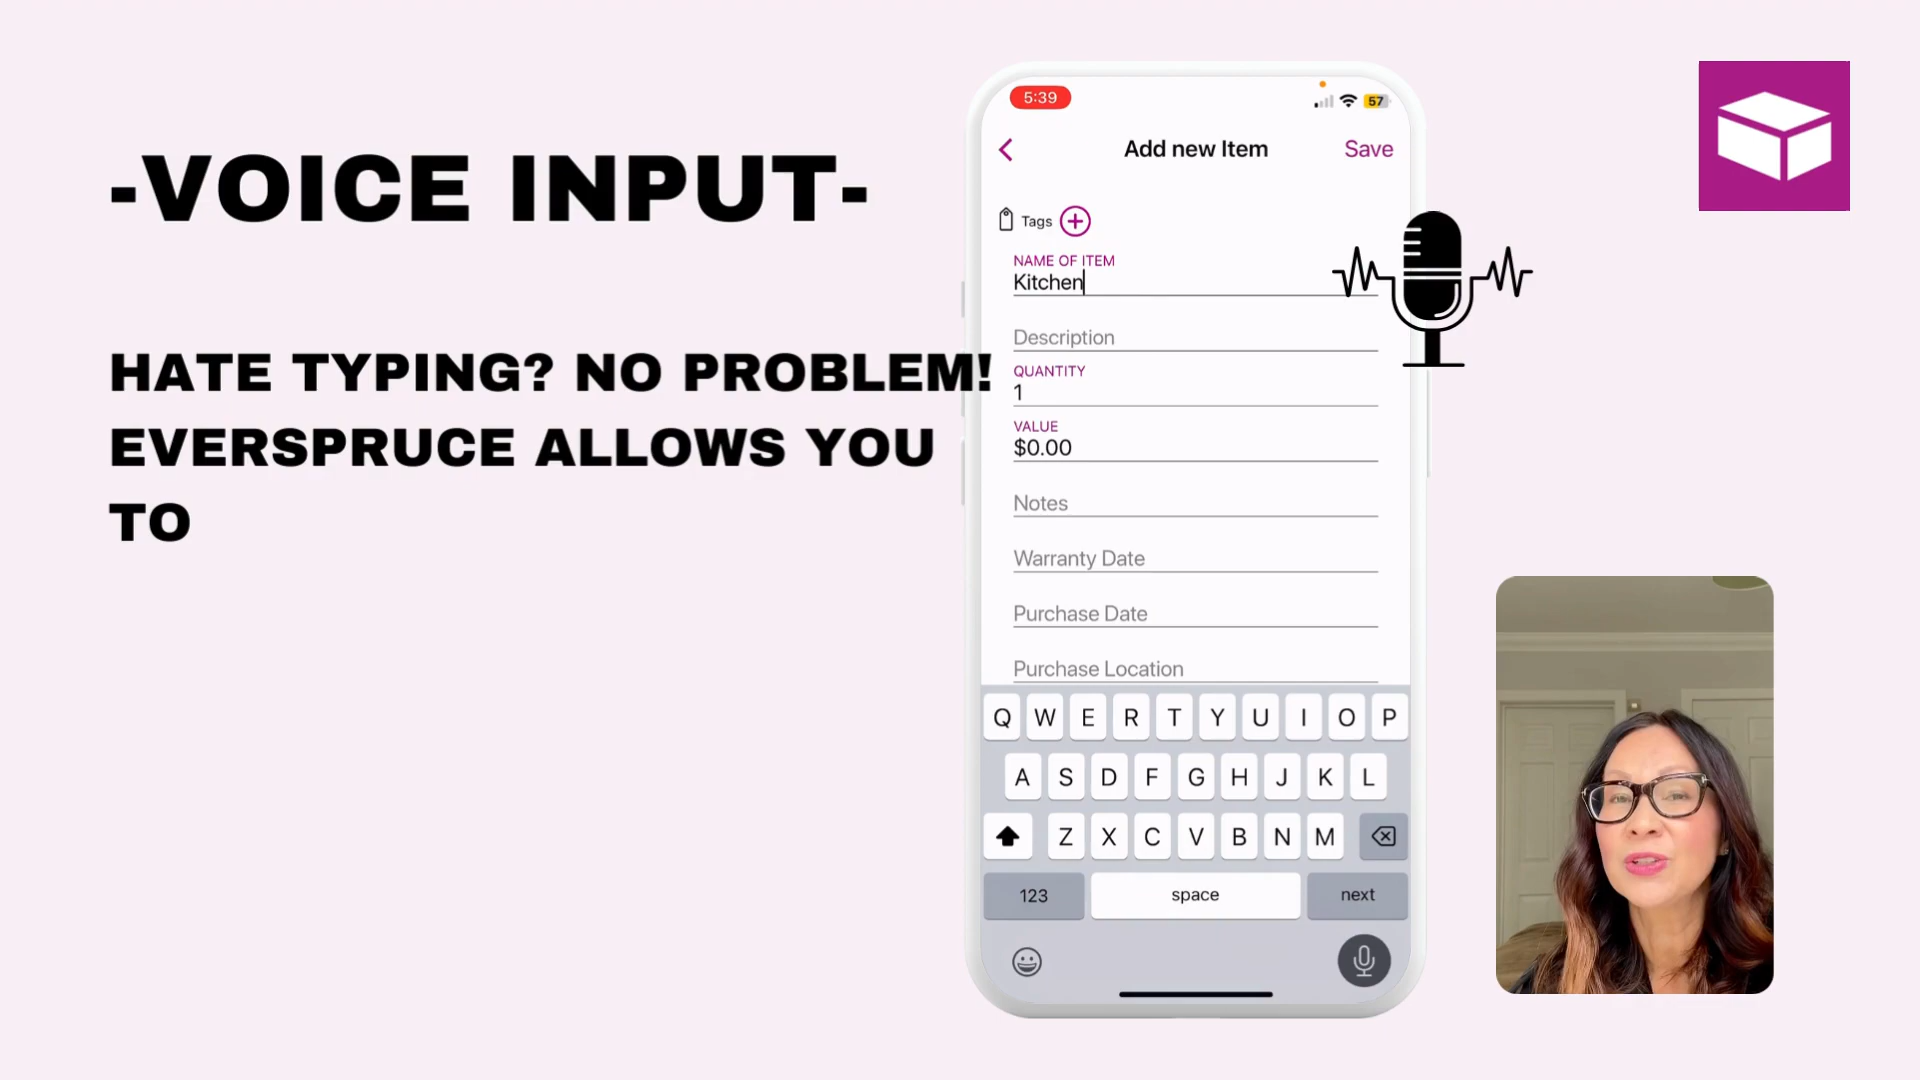 -VOICE INPUT-
HATE TYPING? NO PROBLEM!
EVERSPRUCE ALLOWS YOU
TO
5:39
57
Add new Item
Save
Tags
NAME OF ITEM
Kitchen
Description
QUANTITY
1
VALUE
$0.00
Notes
Warranty Date
Purchase Date
Purchase Location
Q W E R T Y U I O P
A S D F G H J K L
Z X C V B N M
123 space next